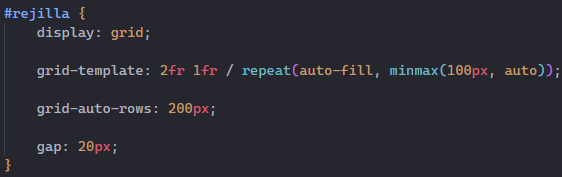 #rejilla {
display: grid;
grid-template: 2fr 1fr / repeat(auto-fill, minmax(100px, auto));
grid-auto-rows: 200px;
gap: 20px;
}